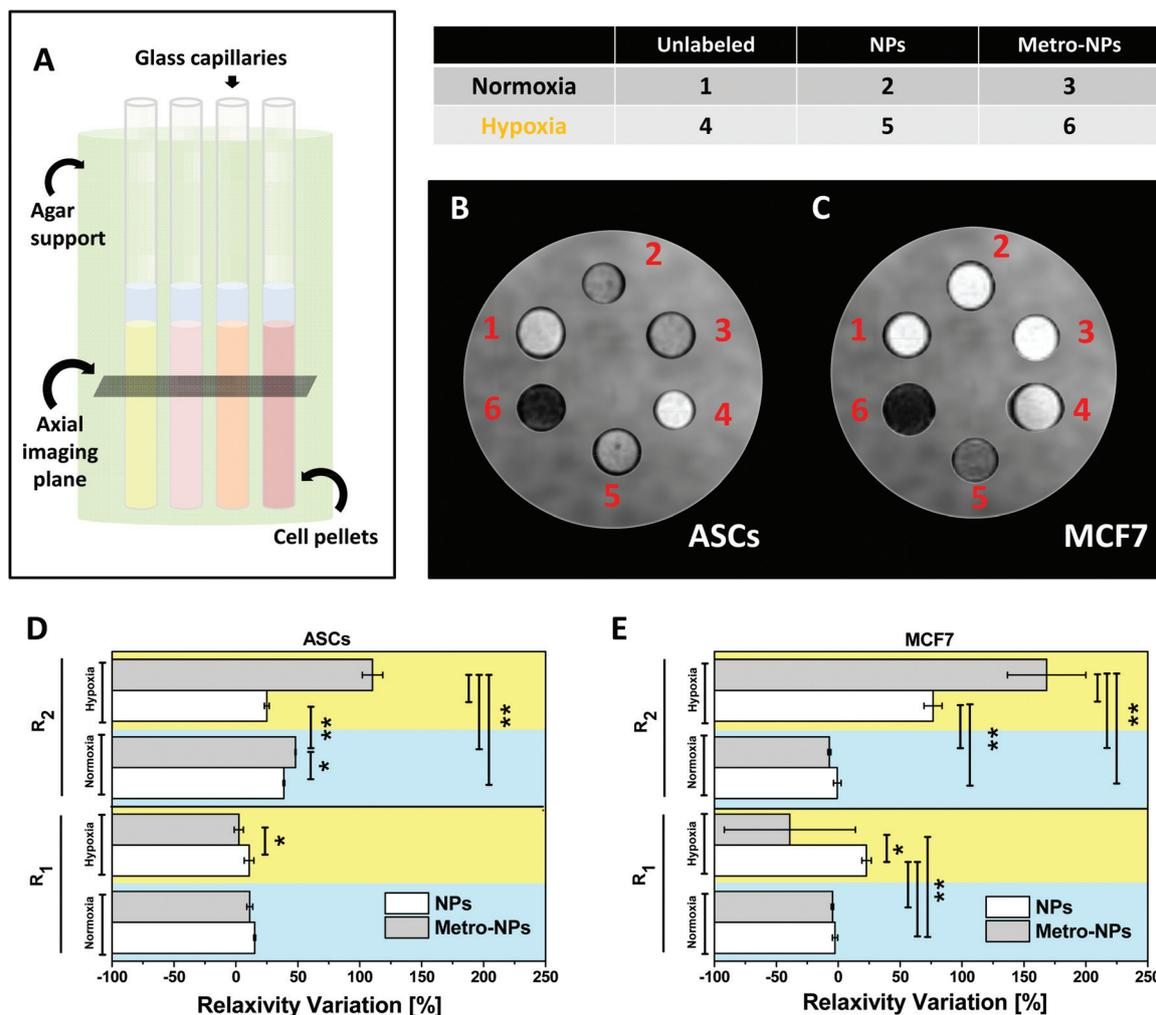 A
Glass capillaries
Agar
support
Axial
imaging
plane
Cell pellets
Unlabeled NPs Metro-NPs
Normoxia 1 2 3
Hypoxia 4 5 6
B
2
1
3
6
4
5
ASCs
C
2
1
3
6
4
5
MCF7
D
ASCs
R2
Hypoxia
Normoxia
R1
Hypoxia
Normoxia
**
*
**
*
NPs
Metro-NPs
-100 -50 0 50 100 150 200 250
Relaxivity Variation [%]
E
MCF7
R2
Hypoxia
Normoxia
R1
Hypoxia
Normoxia
**
**
*
**
NPs
Metro-NPs
-100 -50 0 50 100 150 200 250
Relaxivity Variation [%]